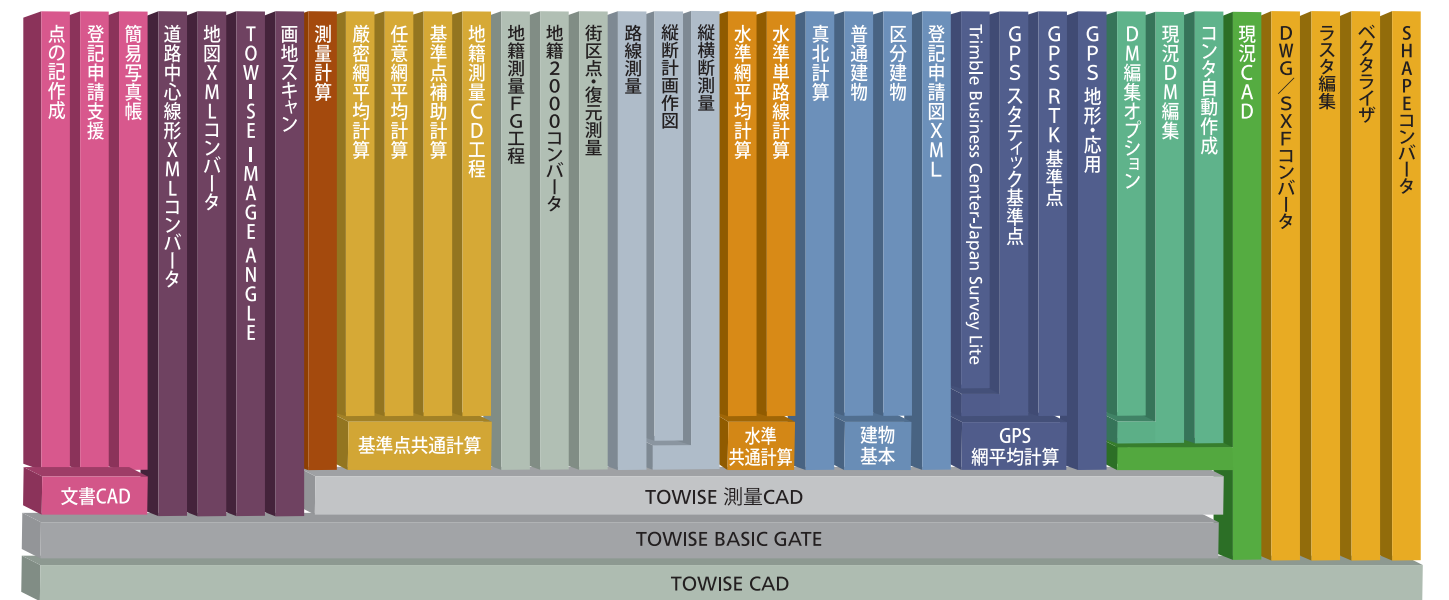 点の記作成
登記申請支援
簡易写真帳
道路中心線形XMLコンバータ
地図XMLコンバータ
TOWISE IMAGE ANGLE
画地スキャン
測量計算
厳密網平均計算
任意網平均計算
基準点補助計算
地籍測量CD工程
地籍測量FG工程
地籍2000コンバータ
街区点・復元測量
路線測量
縦断計画作図
縦横断測量
水準網平均計算
水準単路線計算
真北計算
普通建物
区分建物
登記申請図XML
Trimble Business Center-Japan Survey Lite
GPSスタティック基準点
GPS RTK 基準点
GPS 地形・応用
DM編集オプション
現況DM編集
コンタ自動作成
現況CAD
DWG/SXFコンバータ
ラスタ編集
ベクタライザ
SHAPEコンバータ
基準点共通計算
水準
共通計算
建物
基本
GPS
網平均計算
文書CAD
TOWISE 測量CAD
TOWISE BASIC GATE
TOWISE CAD